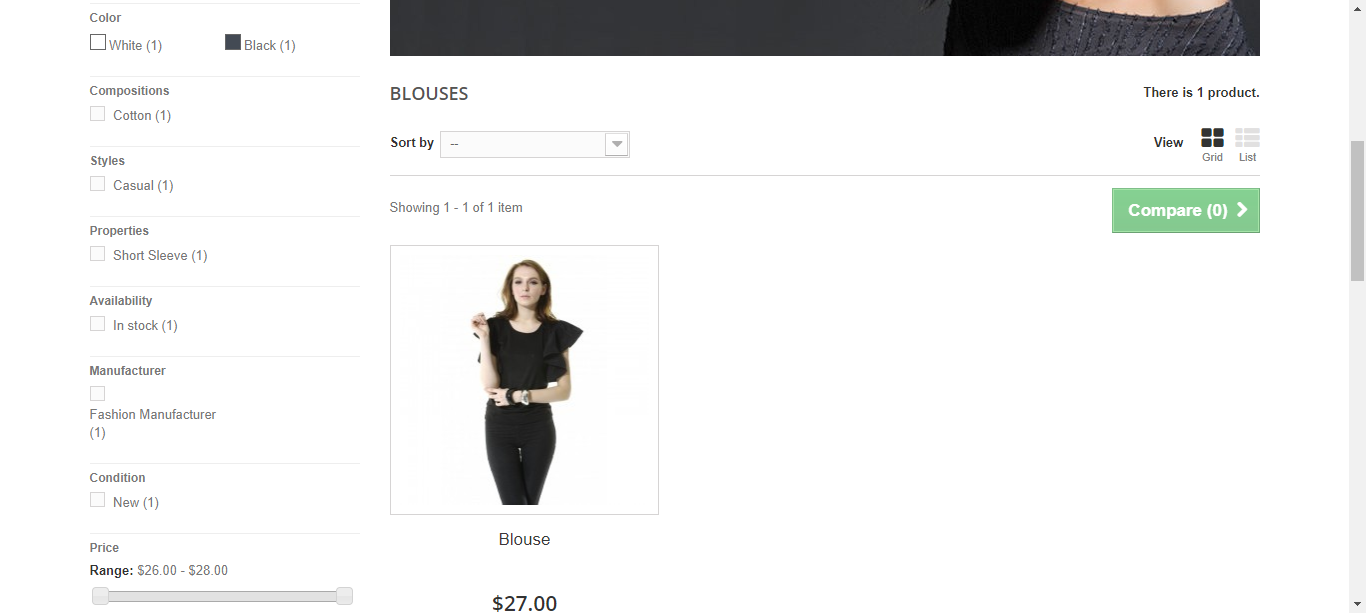 Color
White (1)
Black (1)
Compositions
Cotton (1)
Styles
Casual (1)
Properties
Short Sleeve (1)
Availability
In stock (1)
Manufacturer
Fashion Manufacturer
(1)
Condition
New (1)
Price
Range: $26.00 - $28.00
BLOUSES
There is 1 product.
Sort by
--
View
Grid
List
Showing 1 - 1 of 1 item
Compare (0)
Blouse
$27.00